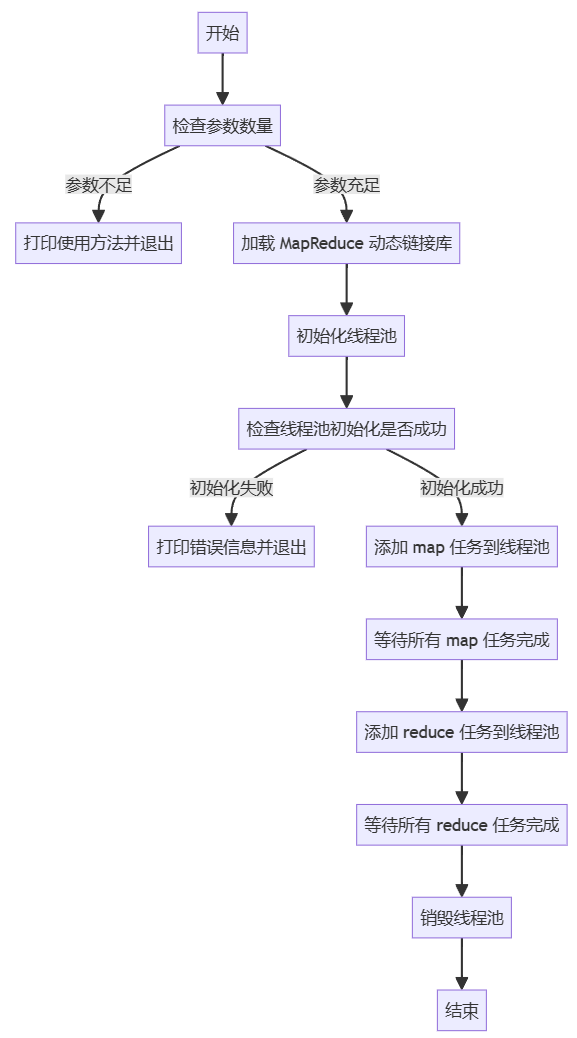 开始
检查参数数量
参数不足
参数充足
打印使用方法并退出
加载 MapReduce 动态链接库
初始化线程池
检查线程池初始化是否成功
初始化失败
初始化成功
打印错误信息并退出
添加 map 任务到线程池
等待所有 map 任务完成
添加 reduce 任务到线程池
等待所有 reduce 任务完成
销毁线程池
结束